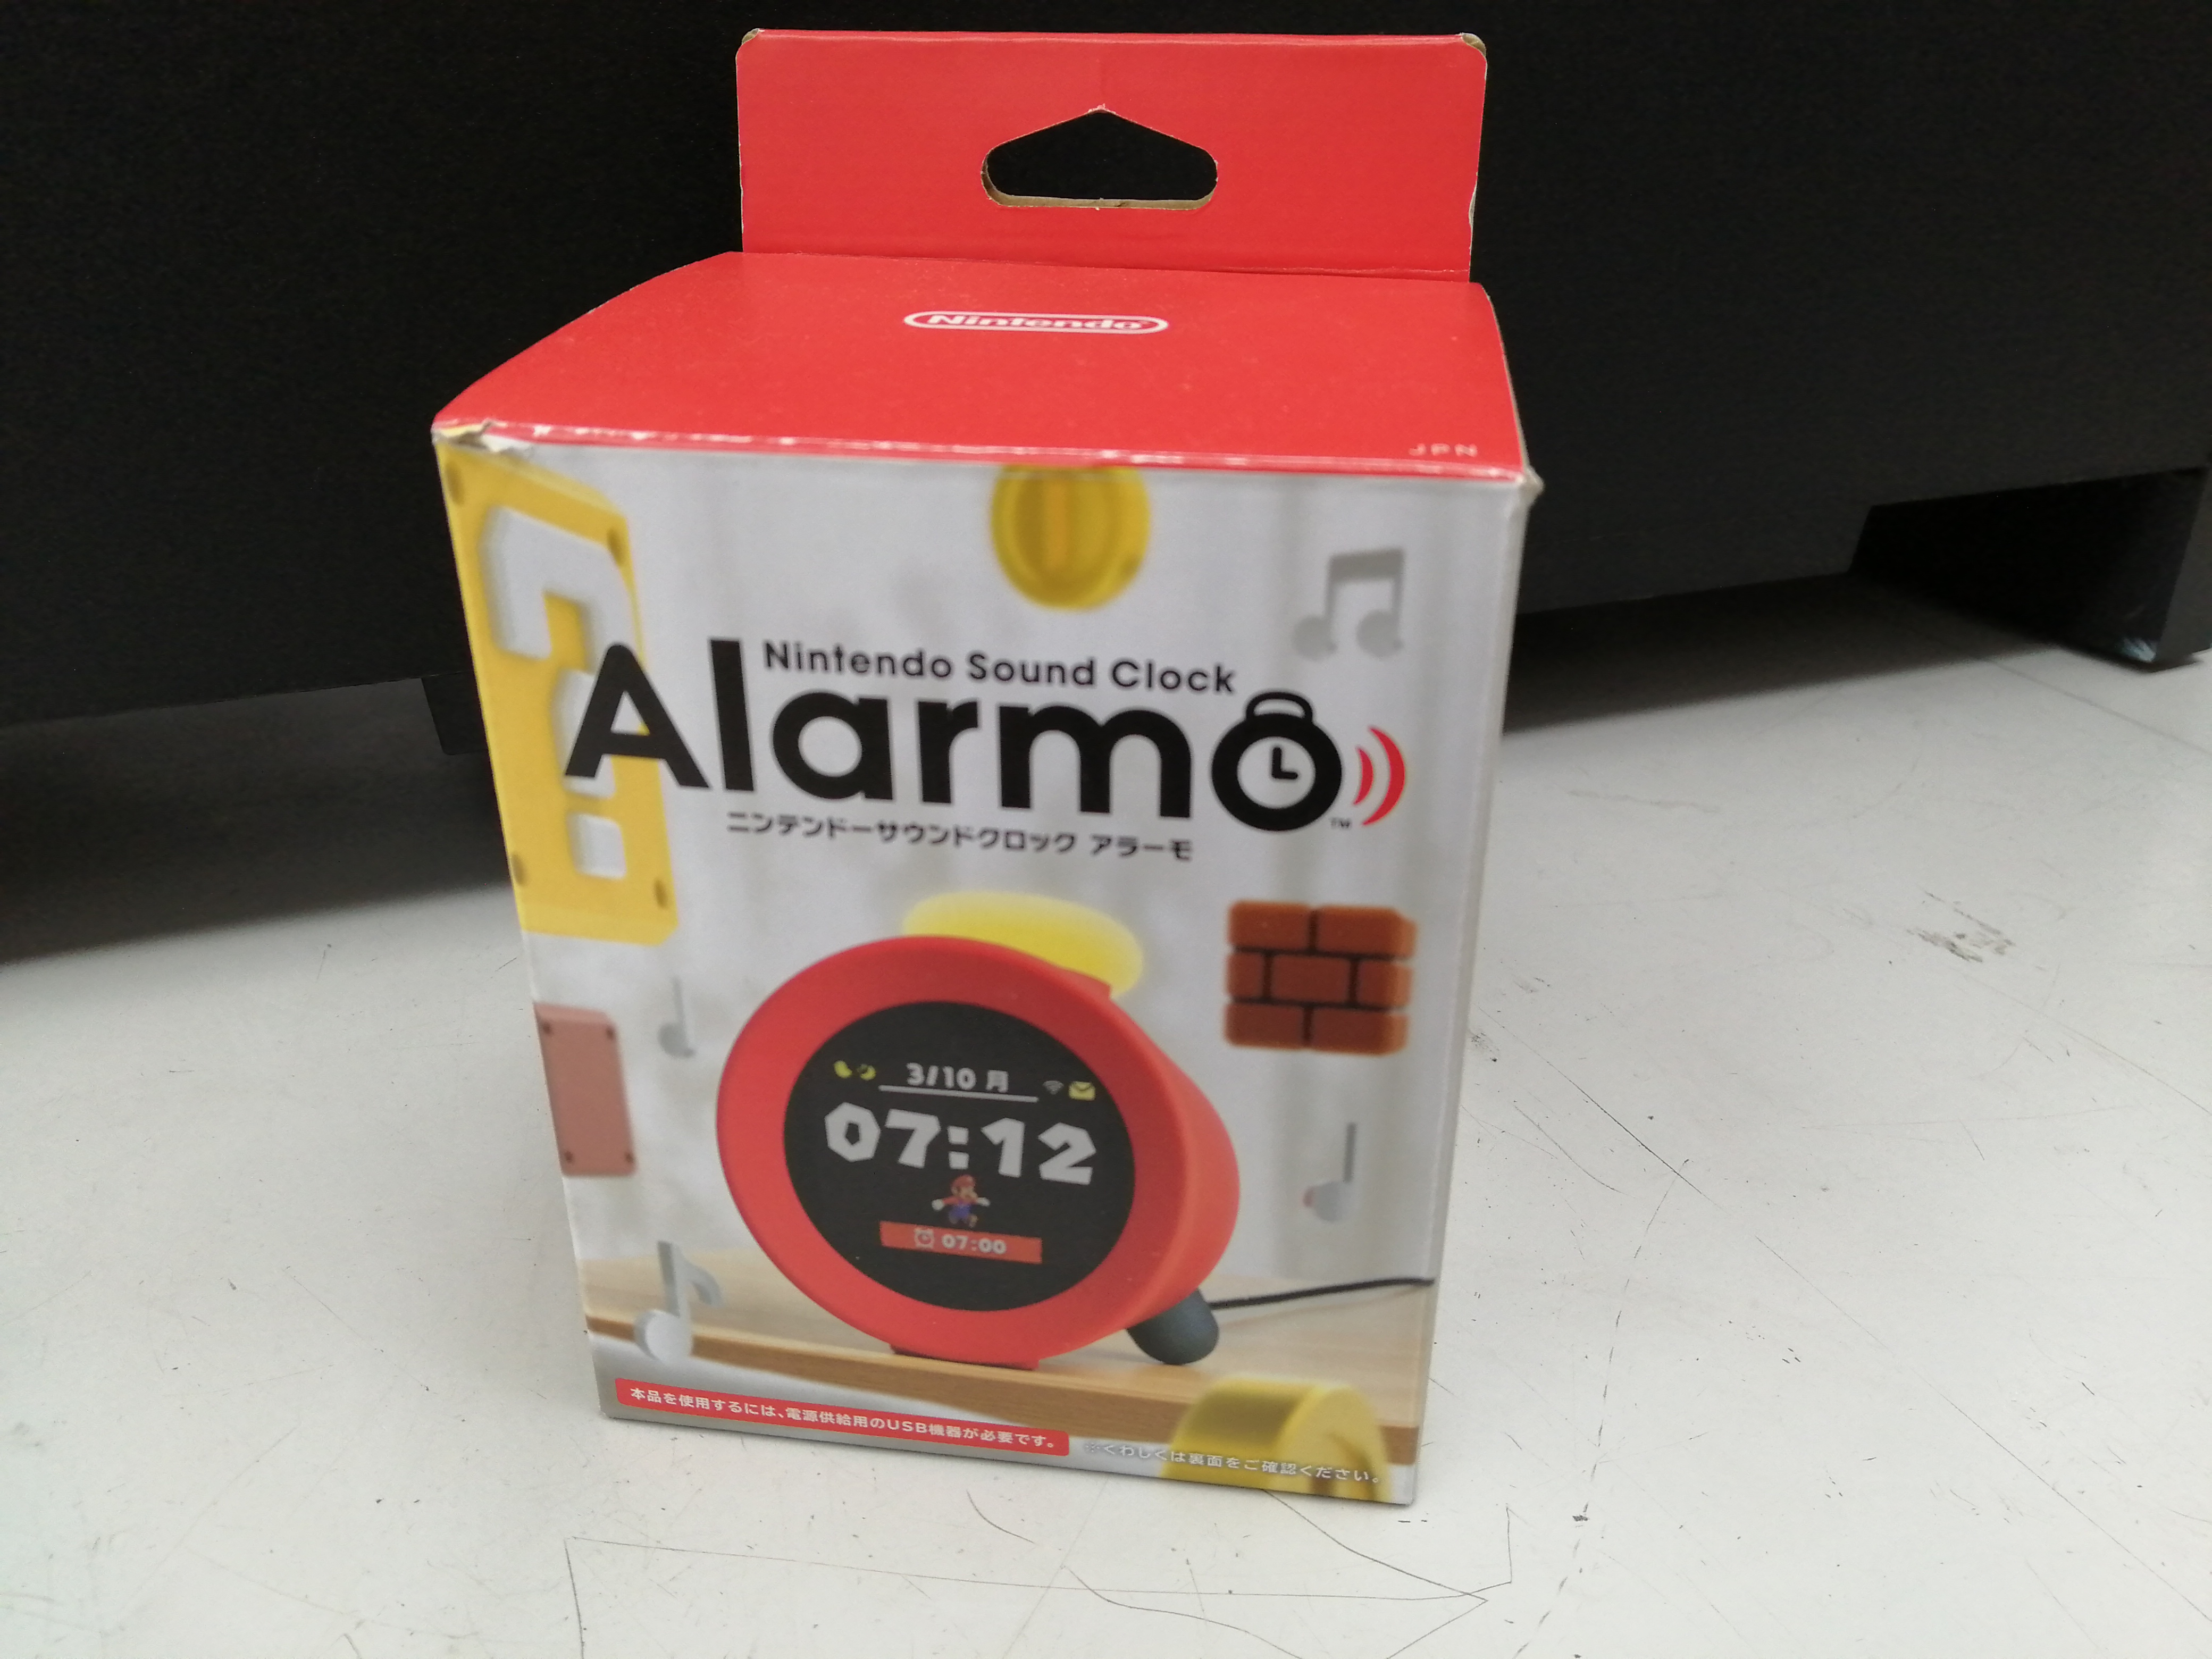 Nintendo
JPN
Nintendo Sound Clock
Alarmo
TM
ニンテンドーサウンドクロック アラーモ
3/10 月
07:12
07:00
本品を使用するには、電源供給用のUSB機器が必要です。
※くわしくは裏面をご確認ください。